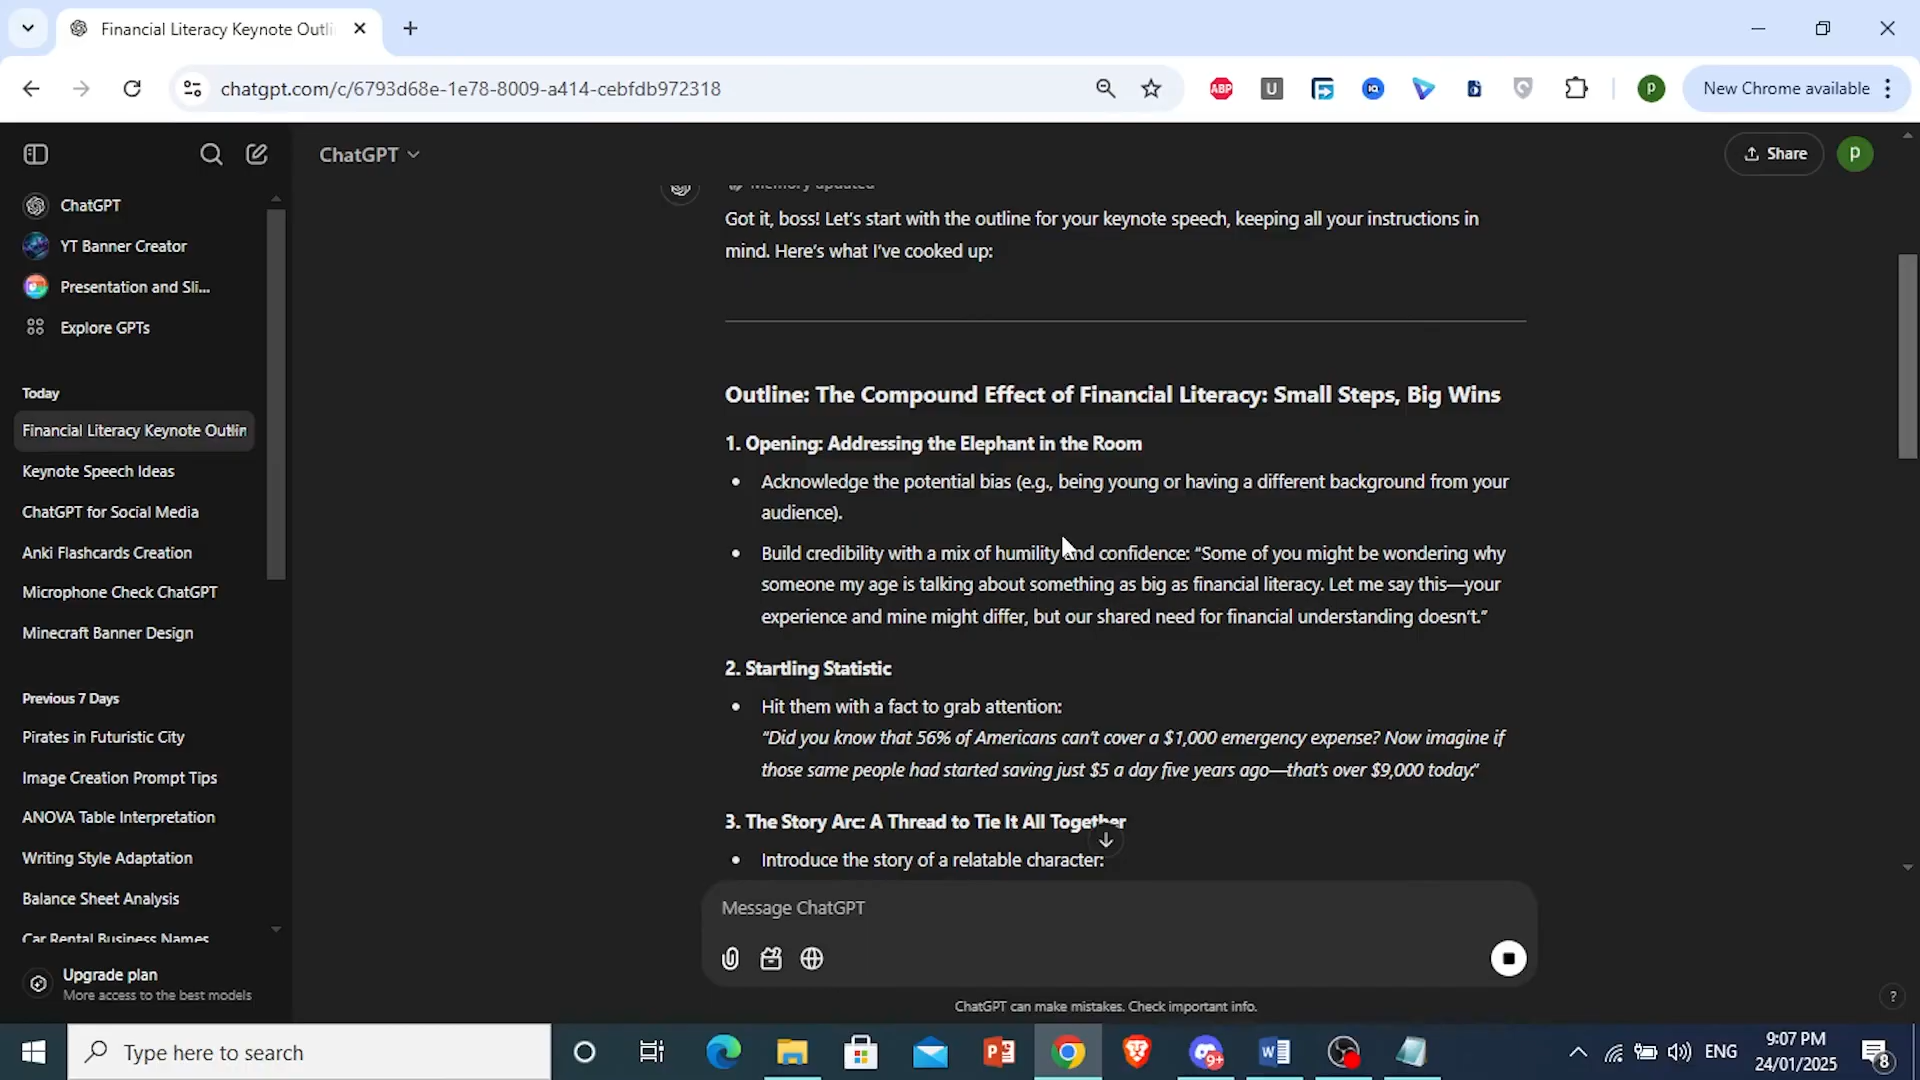 Financial Literacy Keynote Outli
chatgpt.com/c/6793d68e-1e78-8009-a414-cebfdb972318
ABP
U
P
New Chrome available
ChatGPT
Share
P
ChatGPT
YT Banner Creator
Presentation and Sli...
Explore GPTs
Today
Financial Literacy Keynote Outlin
Keynote Speech Ideas
ChatGPT for Social Media
Anki Flashcards Creation
Microphone Check ChatGPT
Minecraft Banner Design
Previous 7 Days
Pirates in Futuristic City
Image Creation Prompt Tips
ANOVA Table Interpretation
Writing Style Adaptation
Balance Sheet Analysis
Car Rental Business Names
Upgrade plan
More access to the best models
Memory updated
Got it, boss! Let's start with the outline for your keynote speech, keeping all your instructions in
mind. Here's what I've cooked up:
Outline: The Compound Effect of Financial Literacy: Small Steps, Big Wins
1. Opening: Addressing the Elephant in the Room
• Acknowledge the potential bias (e.g., being young or having a different background from your
audience).
• Build credibility with a mix of humility and confidence: “Some of you might be wondering why
someone my age is talking about something as big as financial literacy. Let me say this—your
experience and mine might differ, but our shared need for financial understanding doesn't.”
2. Startling Statistic
• Hit them with a fact to grab attention:
“Did you know that 56% of Americans can't cover a $1,000 emergency expense? Now imagine if
those same people had started saving just $5 a day five years ago—that's over $9,000 today.”
3. The Story Arc: A Thread to Tie It All Together
• Introduce the story of a relatable character:
Message ChatGPT
ChatGPT can make mistakes. Check important info.
?
Type here to search
9+
ENG
9:07 PM
24/01/2025
8